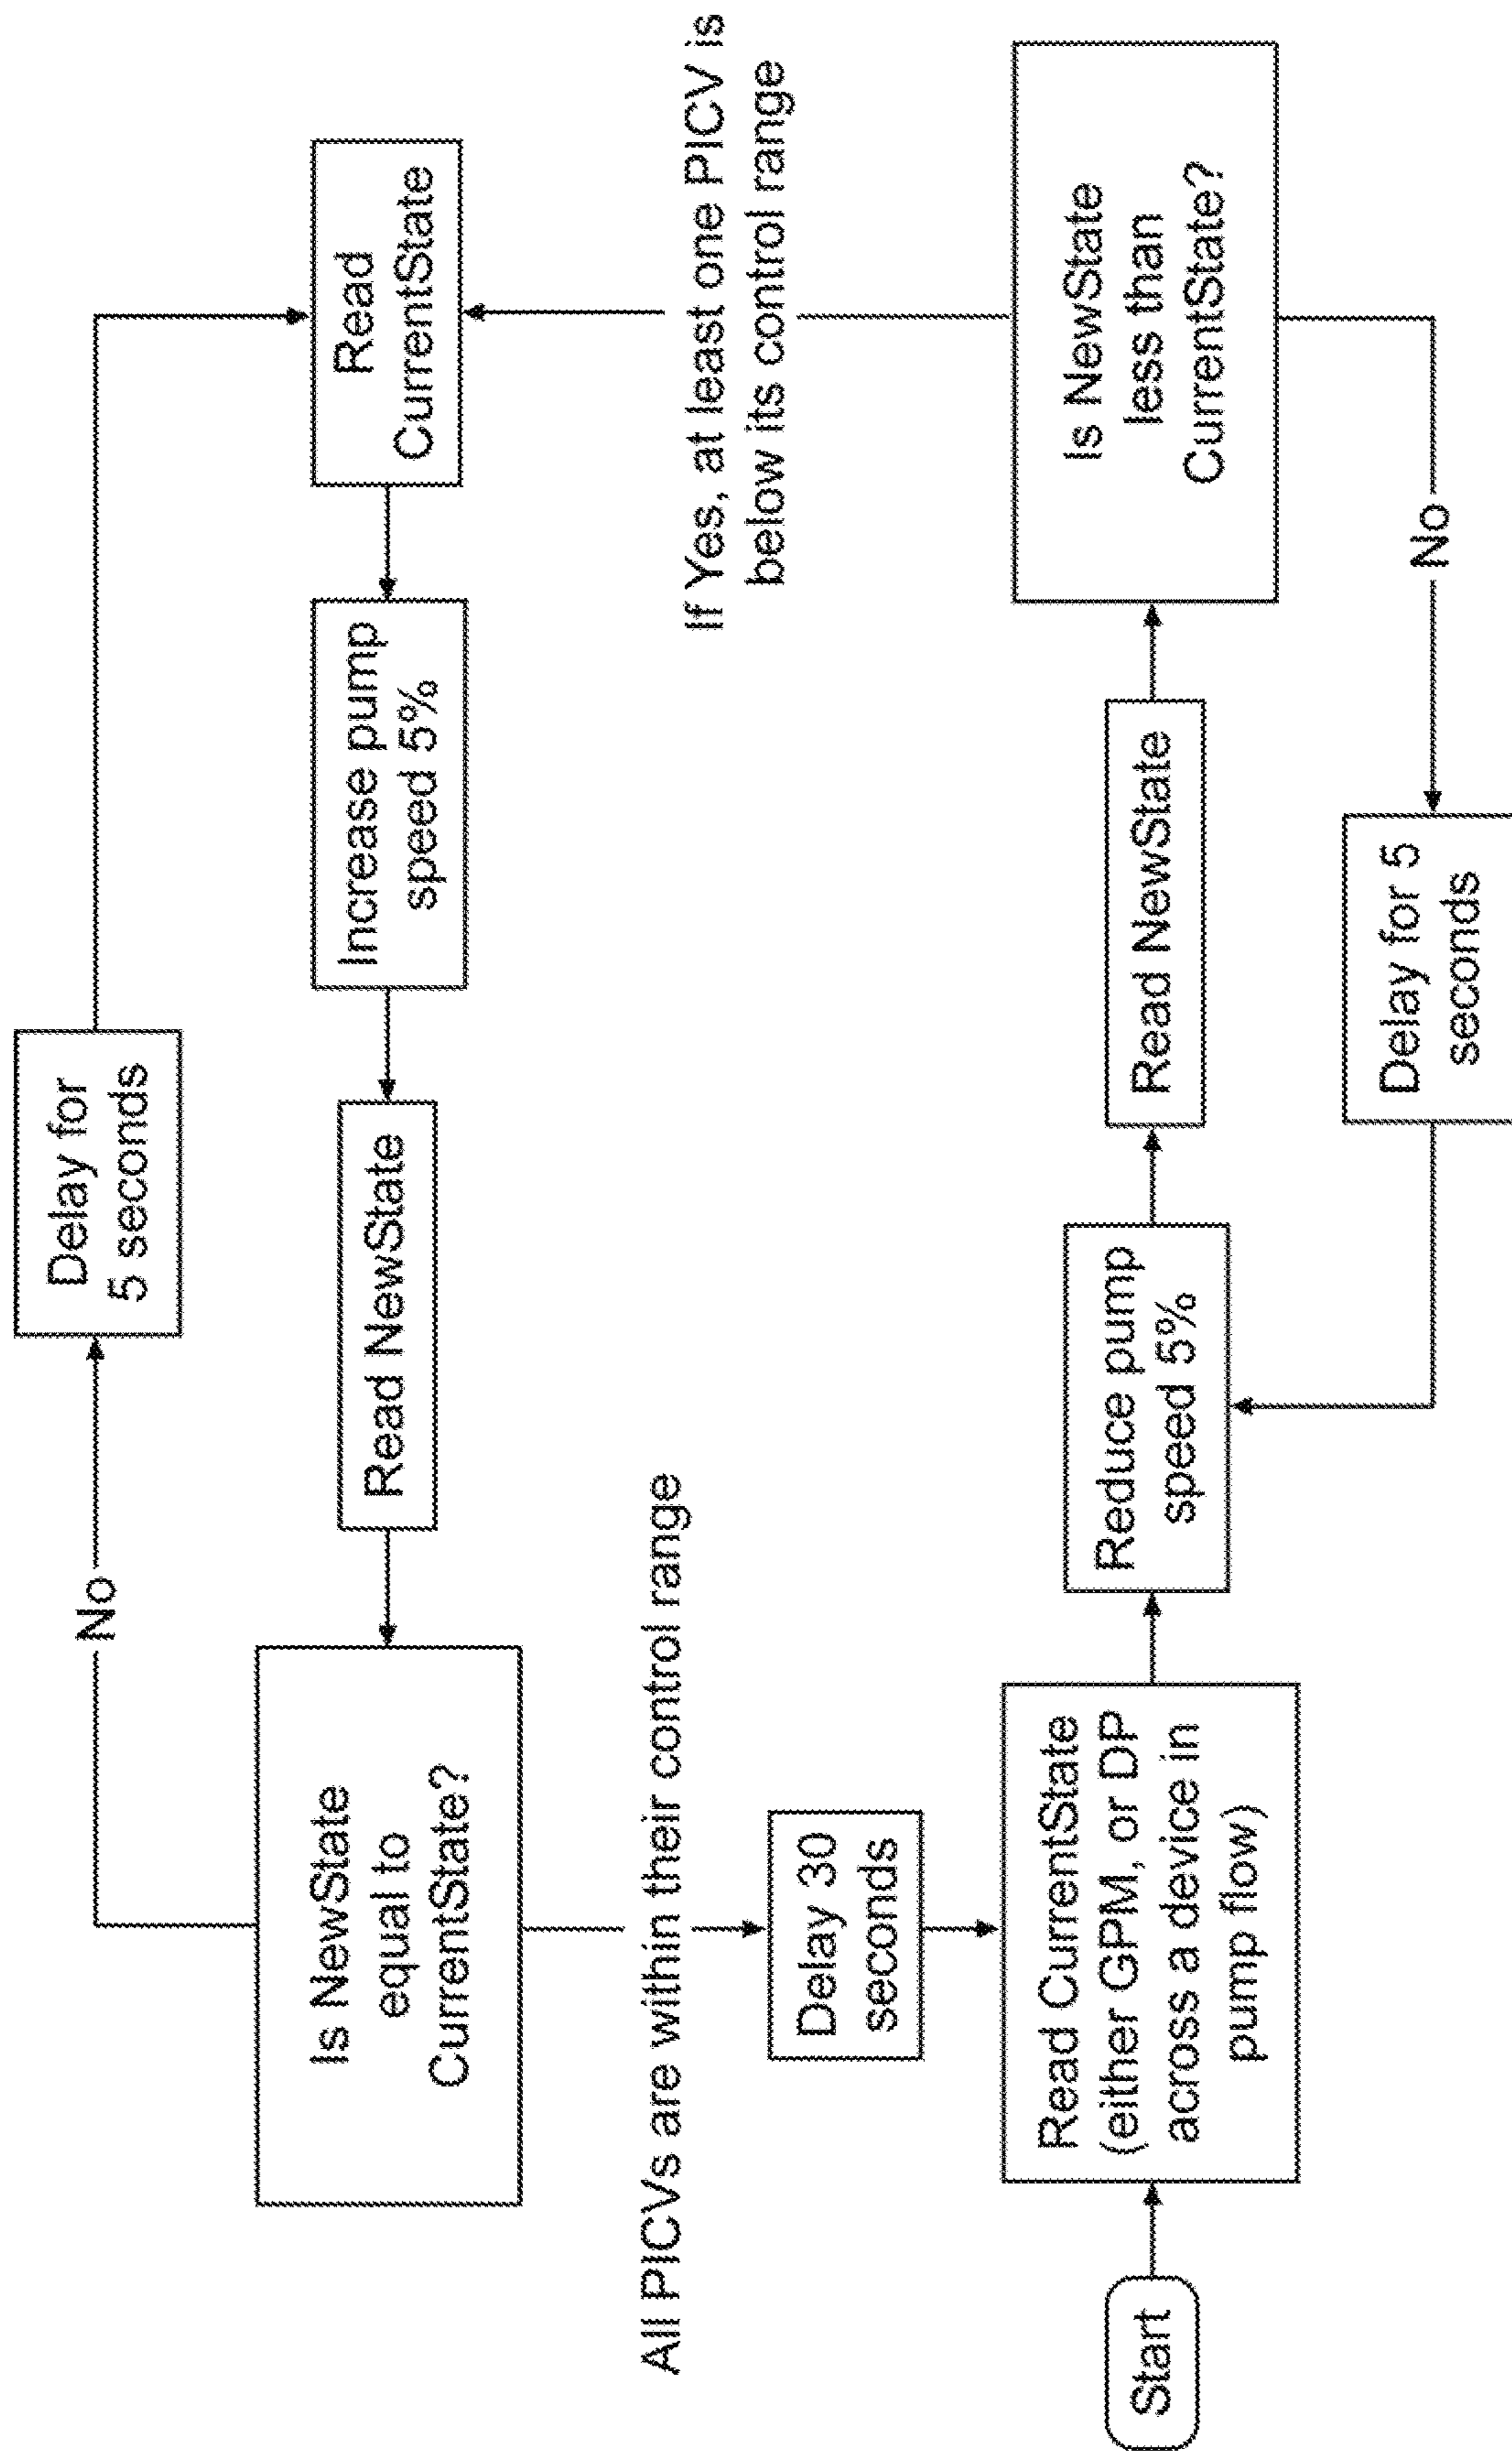 Start
Read CurrentState
(either GPM, or DP
across a device in
pump flow)
Reduce pump
speed 5%
Read NewState
Is NewState
less than
CurrentState?
No
Delay for 5
seconds
If Yes, at least one PICV is
below its control range
Read
CurrentState
Increase pump
speed 5%
Read NewState
Is NewState
equal to
CurrentState?
No
Delay for
5 seconds
All PICVs are within their control range
Delay 30
seconds